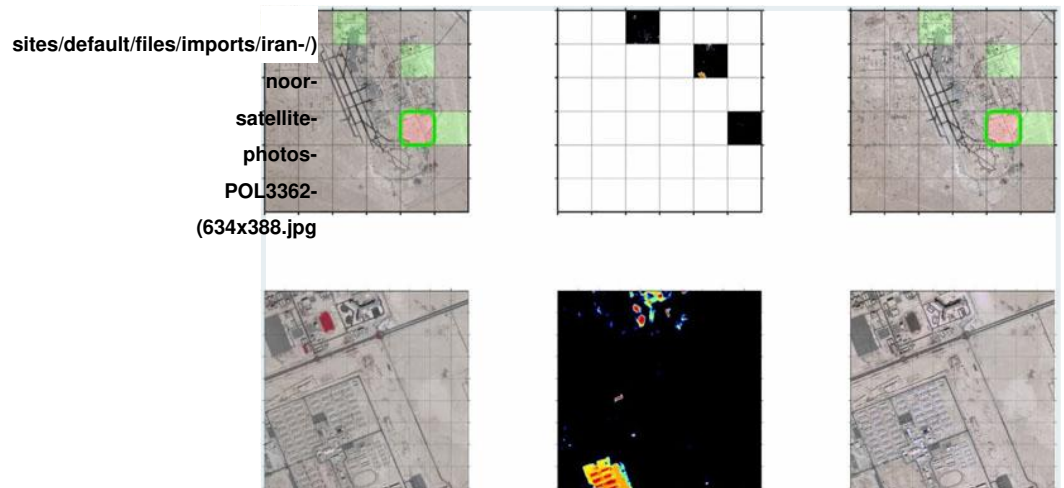 sites/default/files/imports/iran-/)
noor-
satellite-
photos-
POL3362-
(634x388.jpg